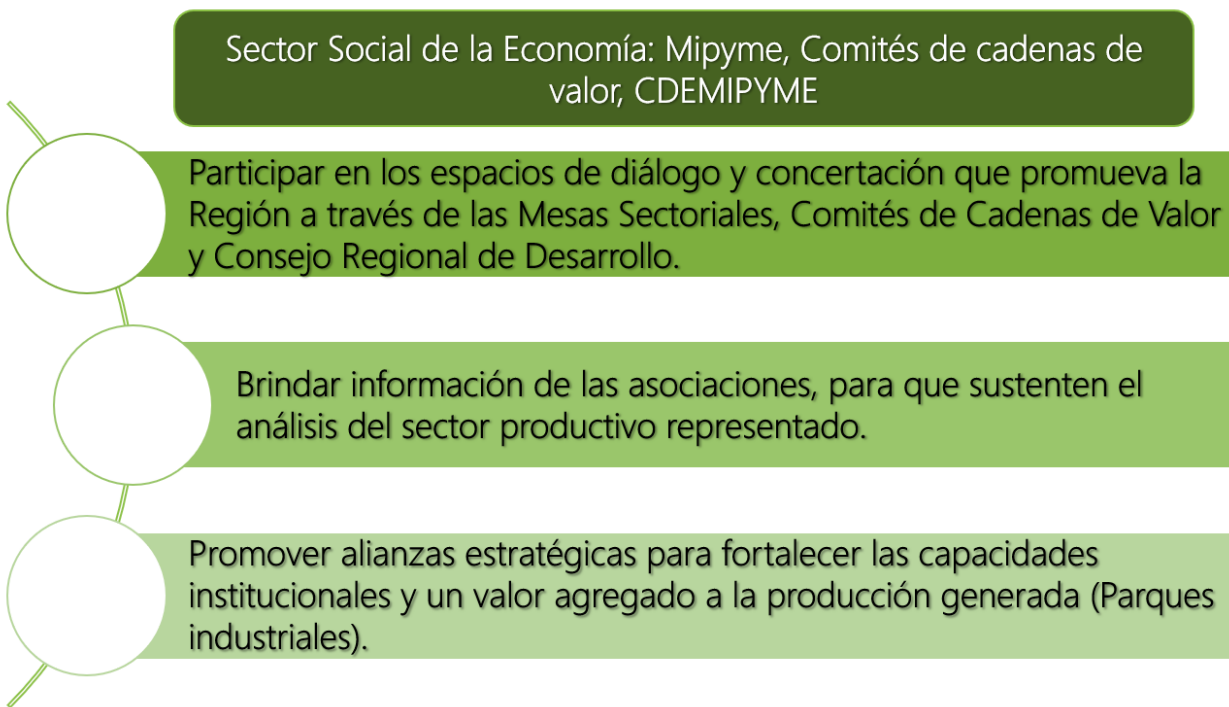 Sector Social de la Economía: Mipyme, Comités de cadenas de
valor, CDEMIPYME
Participar en los espacios de diálogo y concertación que promueva la
Región a través de las Mesas Sectoriales, Comités de Cadenas de Valor
y Consejo Regional de Desarrollo.
Brindar información de las asociaciones, para que sustenten el
análisis del sector productivo representado.
Promover alianzas estratégicas para fortalecer las capacidades
institucionales y un valor agregado a la producción generada (Parques
industriales).